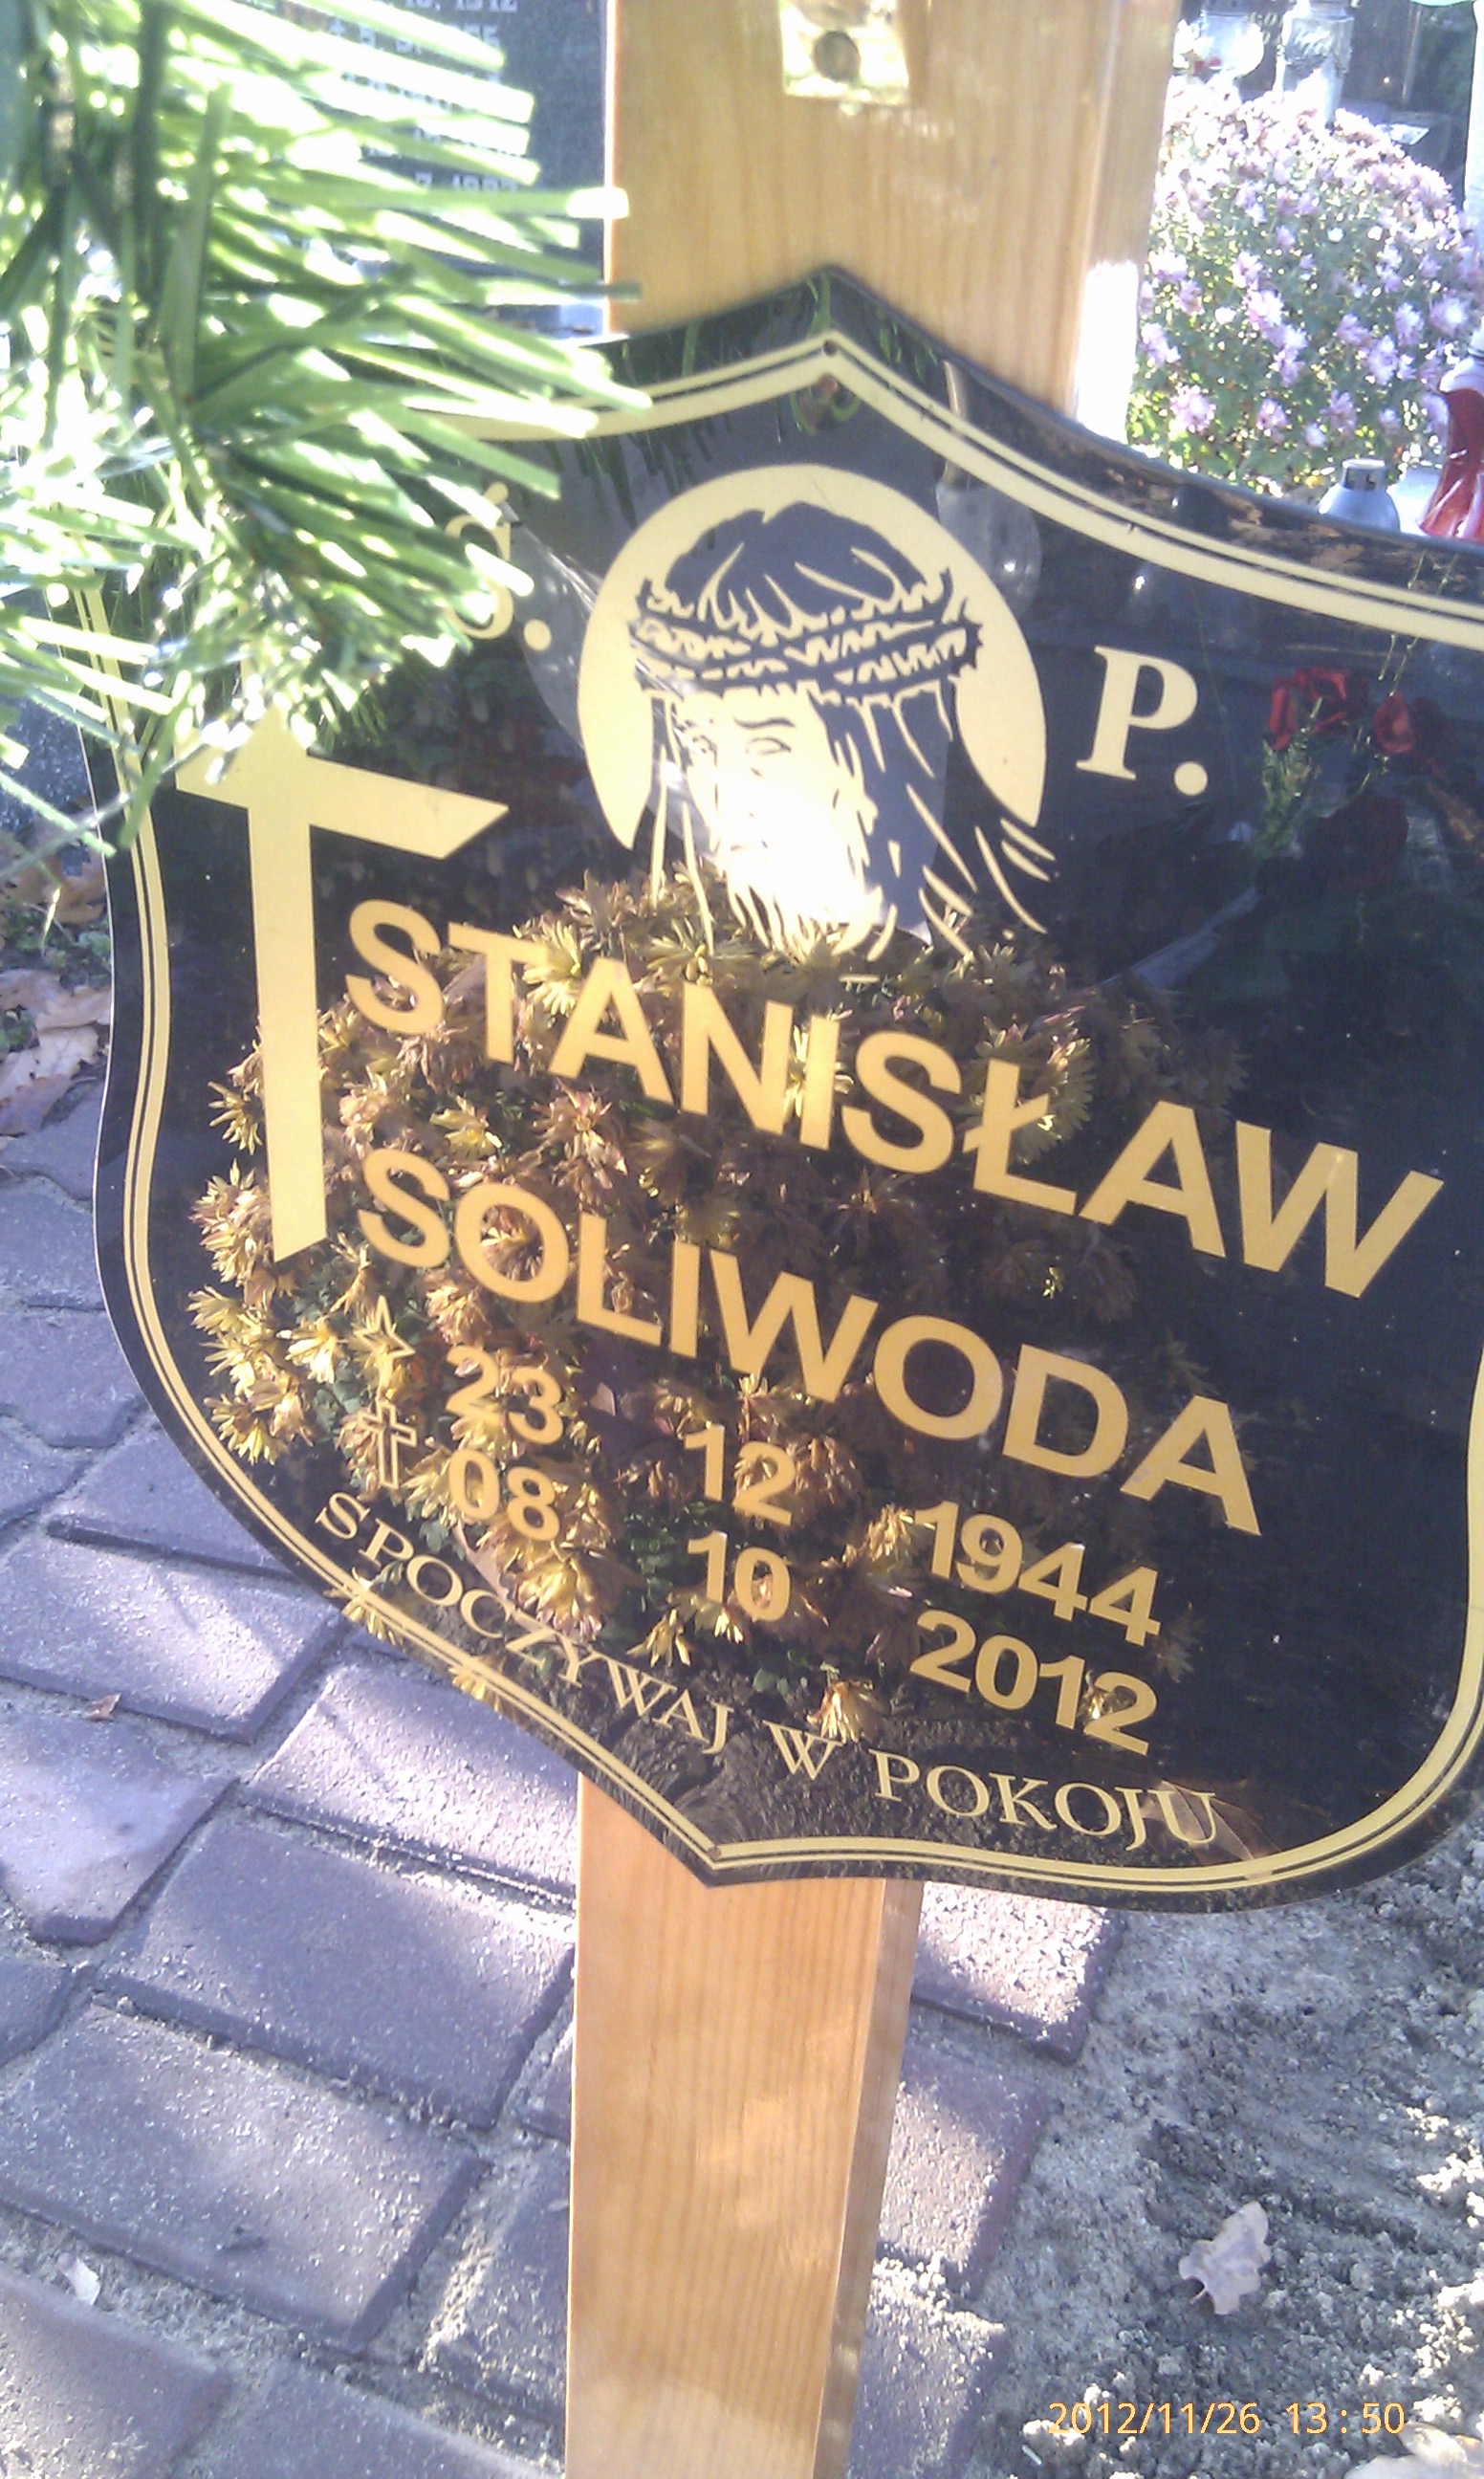 Ś. P.
STANISŁAW
SOLIWODA
23 12 1944
08 10 2012
SPOCZYWAJ W POKOJU
2012/11/26 13:50